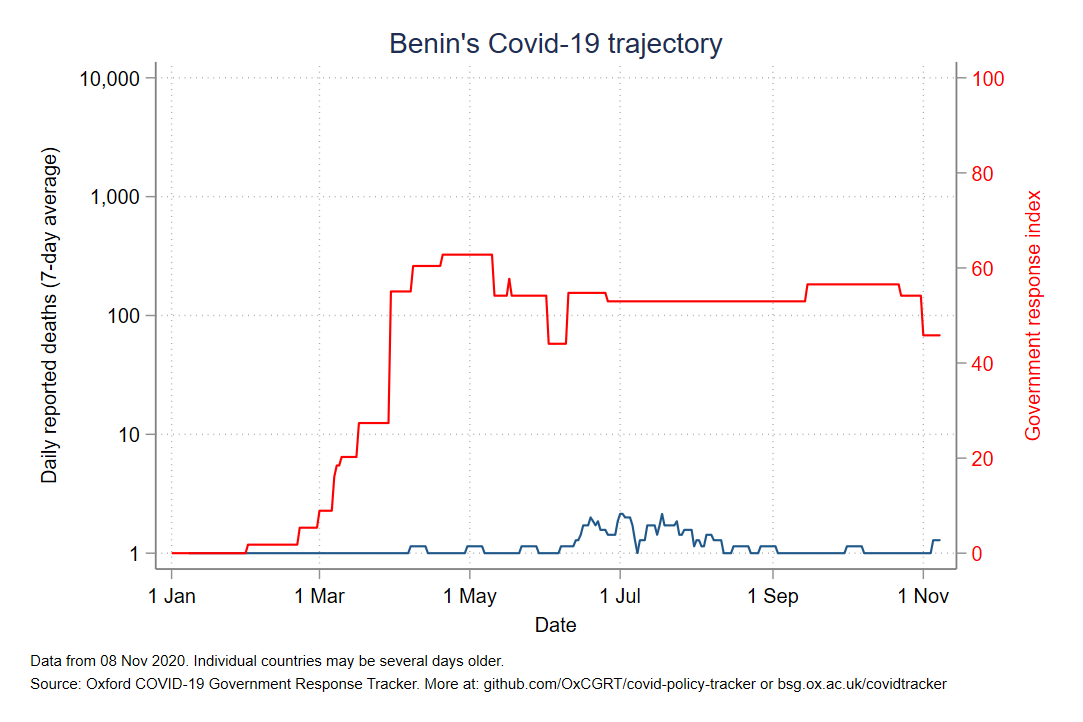 Benin's Covid-19 trajectory
10,000
1,000
100
10
1
Daily reported deaths (7-day average)
100
80
60
40
20
0
Government response index
1 Jan
1 Mar
1 May
1 Jul
1 Sep
1 Nov
Date
Data from 08 Nov 2020. Individual countries may be several days older.
Source: Oxford COVID-19 Government Response Tracker. More at: github.com/OxCGRT/covid-policy-tracker or bsg.ox.ac.uk/covidtracker